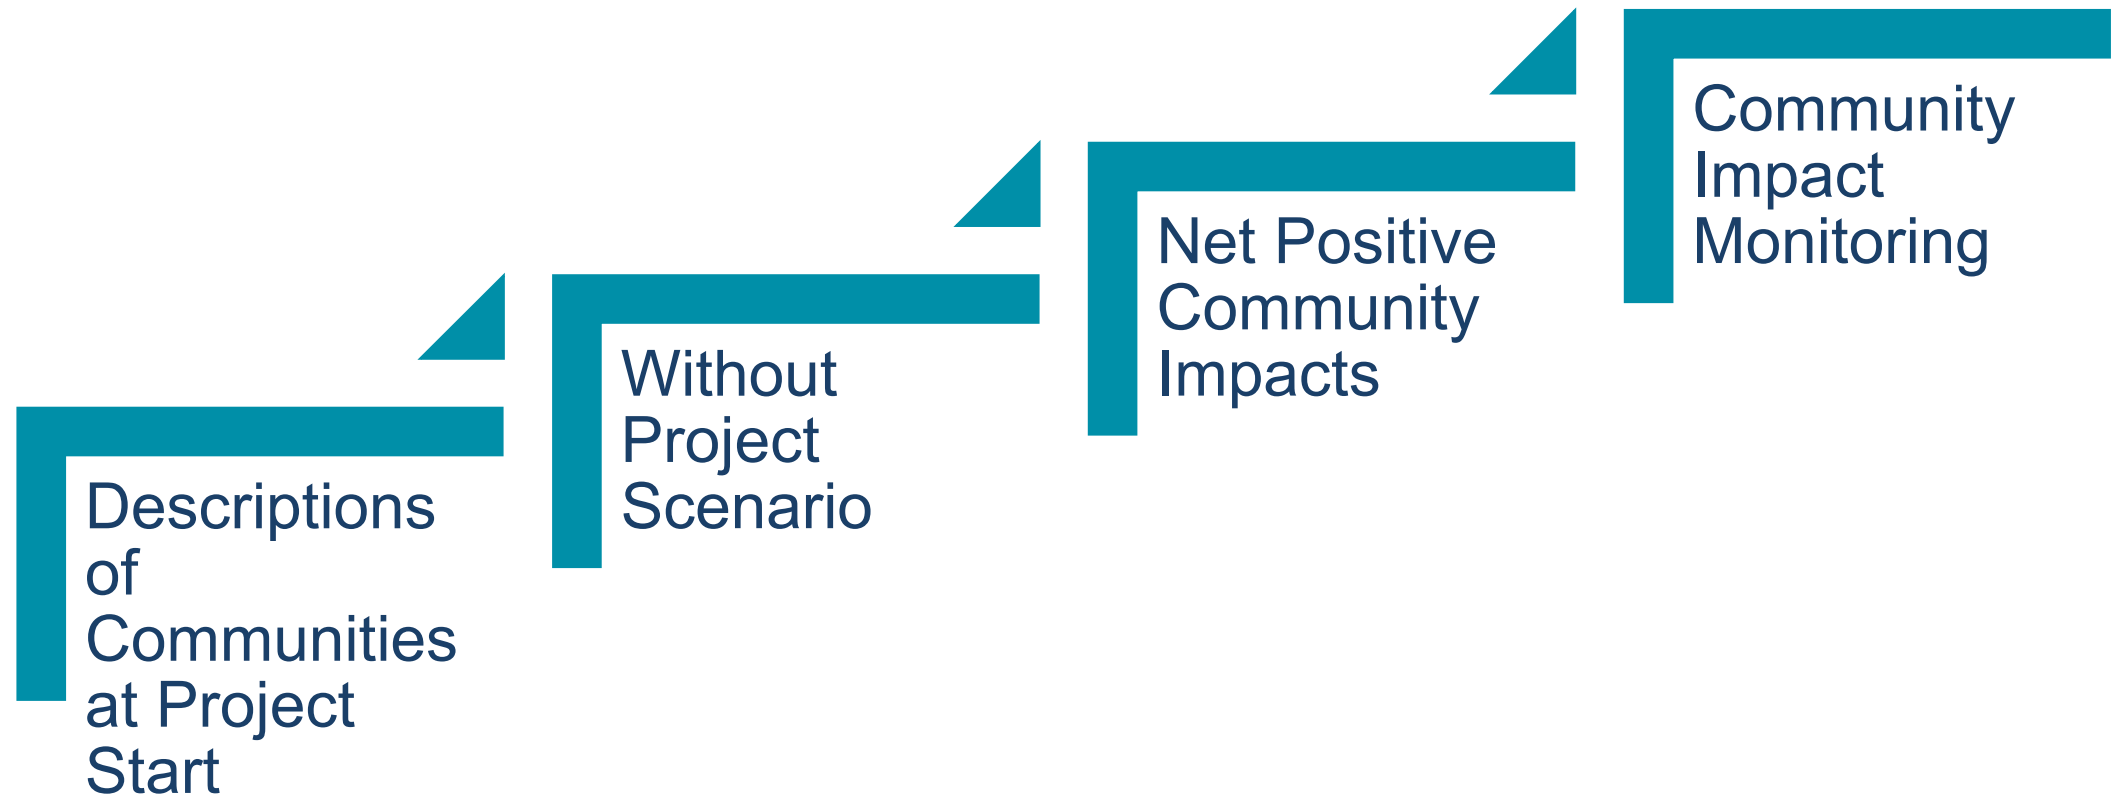 Descriptions
of
Communities
at Project
Start
Without
Project
Scenario
Net Positive
Community
Impacts
Community
Impact
Monitoring